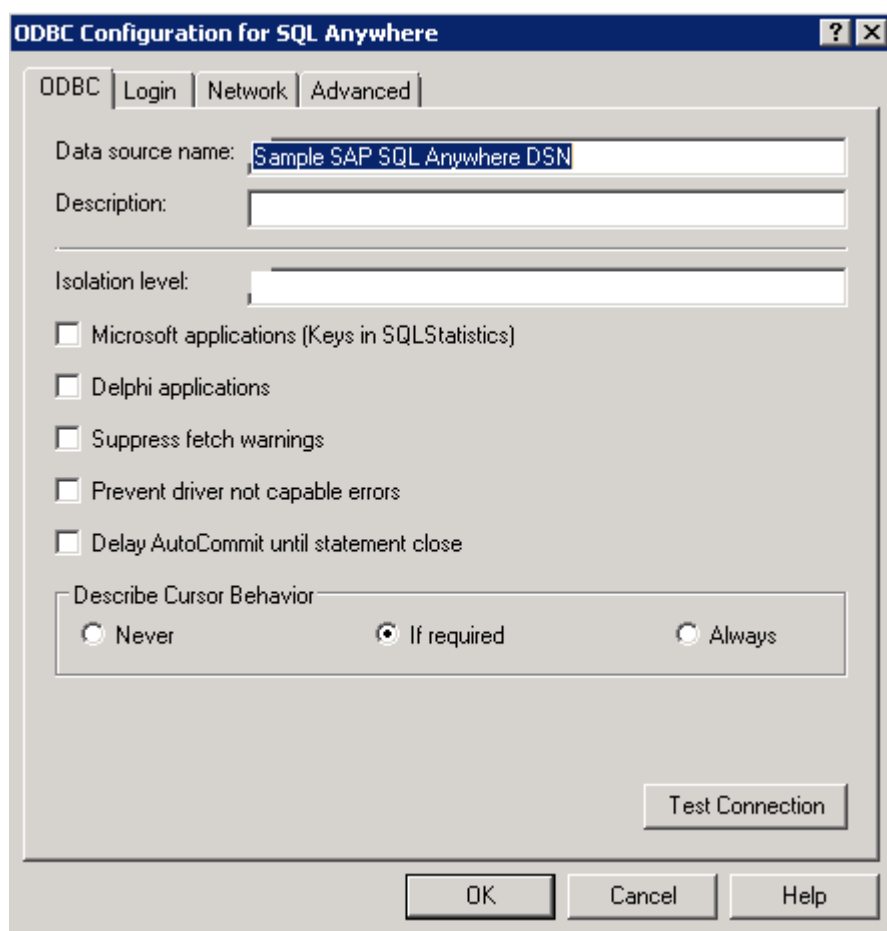 ODBC Configuration for SQL Anywhere ? X
ODBC Login Network Advanced
Data source name: Sample SAP SQL Anywhere DSN
Description:
Isolation level:
Microsoft applications (Keys in SQLStatistics)
Delphi applications
Suppress fetch warnings
Prevent driver not capable errors
Delay AutoCommit until statement close
Describe Cursor Behavior
Never If required Always
Test Connection
OK Cancel Help